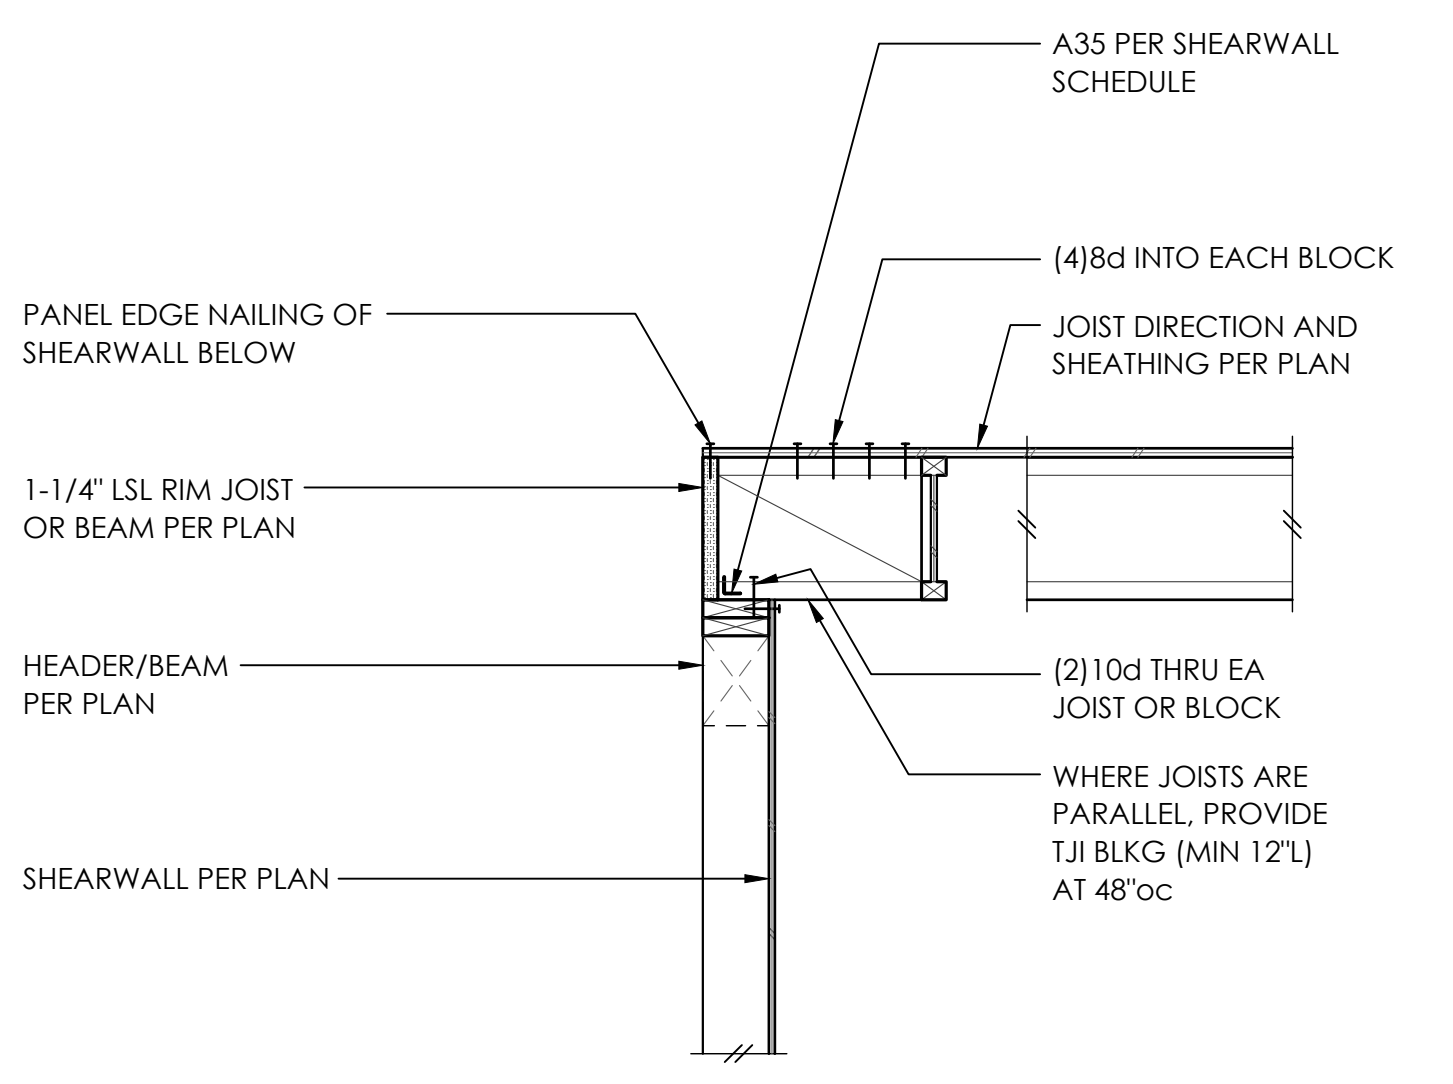 A35 PER SHEARWALL
SCHEDULE
(4)8d INTO EACH BLOCK
PANEL EDGE NAILING OF
SHEARWALL BELOW
JOIST DIRECTION AND
SHEATHING PER PLAN
1-1/4" LSL RIM JOIST
OR BEAM PER PLAN
HEADER/BEAM
PER PLAN
(2)10d THRU EA
JOIST OR BLOCK
WHERE JOISTS ARE
PARALLEL, PROVIDE
TJI BLKG (MIN 12"L)
AT 48"oc
SHEARWALL PER PLAN